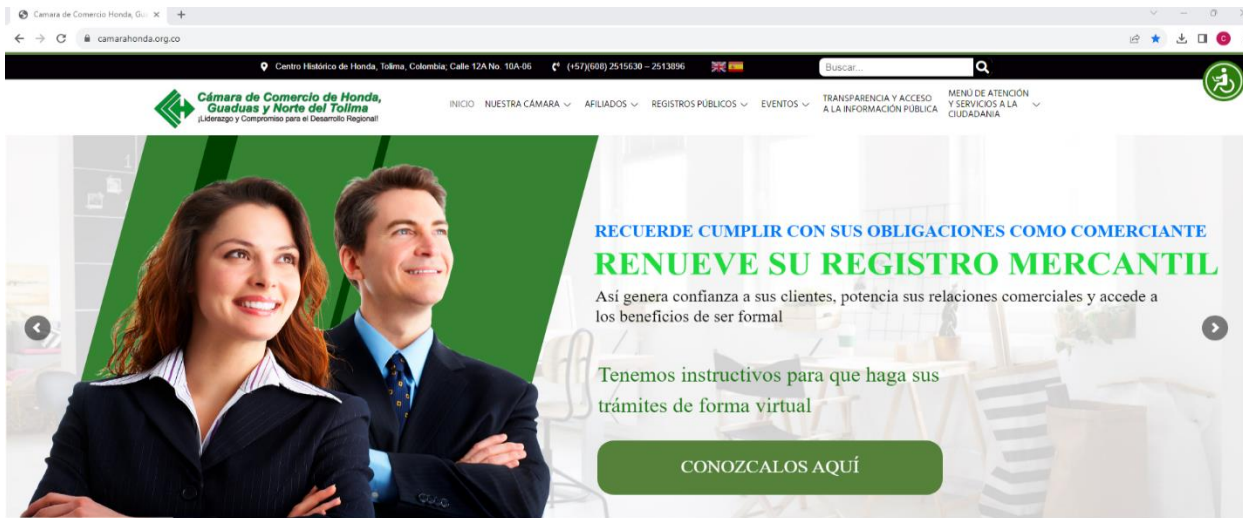 Camara de Comercio Honda, Gu
camarahonda.org.co
Centro Histórico de Honda, Tolima, Colombia; Calle 12A No. 10A-06
(+57)(608) 2515630 – 2513896
Buscar...
Cámara de Comercio de Honda,
Guaduas y Norte del Tolima
¡Liderazgo y Compromiso para el Desarrollo Regional!
INICIO
NUESTRA CÁMARA
AFILIADOS
REGISTROS PÚBLICOS
EVENTOS
TRANSPARENCIA Y ACCESO
A LA INFORMACIÓN PÚBLICA
MENÚ DE ATENCIÓN
Y SERVICIOS A LA
CIUDADANIA
RECUERDE CUMPLIR CON SUS OBLIGACIONES COMO COMERCIANTE
RENUEVE SU REGISTRO MERCANTIL
Así genera confianza a sus clientes, potencia sus relaciones comerciales y accede a
los beneficios de ser formal
Tenemos instructivos para que haga sus
trámites de forma virtual
CONOZCALOS AQUÍ